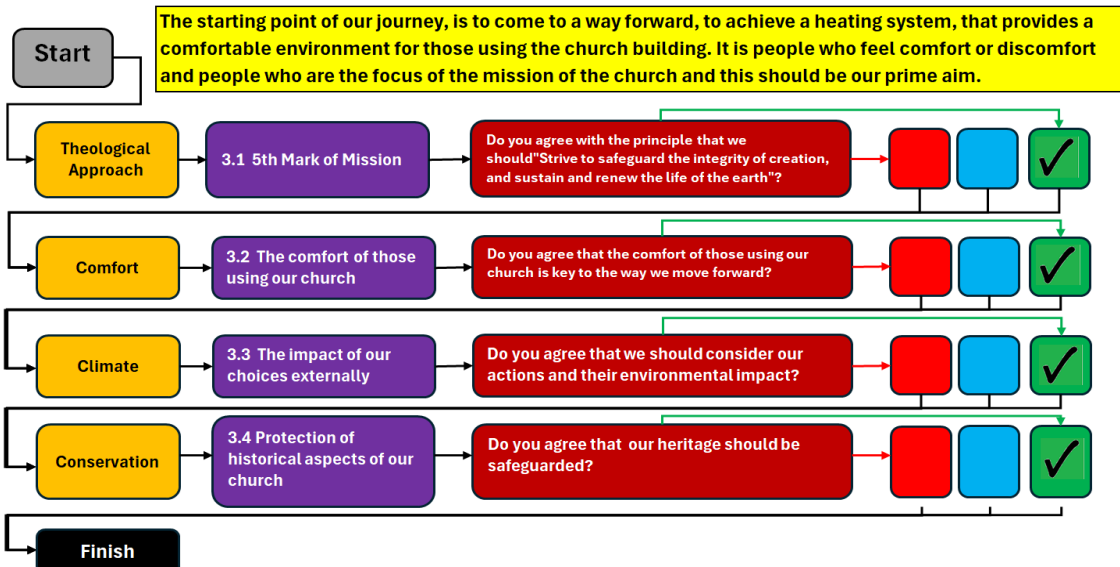 Start
The starting point of our journey, is to come to a way forward, to achieve a heating system, that provides a
comfortable environment for those using the church building. It is people who feel comfort or discomfort
and people who are the focus of the mission of the church and this should be our prime aim.
Theological
Approach
3.1 5th Mark of Mission
Do you agree with the principle that we
should"Strive to safeguard the integrity of creation,
and sustain and renew the life of the earth"?
Comfort
3.2 The comfort of those
using our church
Do you agree that the comfort of those using our
church is key to the way we move forward?
Climate
3.3 The impact of our
choices externally
Do you agree that we should consider our
actions and their environmental impact?
Conservation
3.4 Protection of
historical aspects of our
church
Do you agree that our heritage should be
safeguarded?
Finish